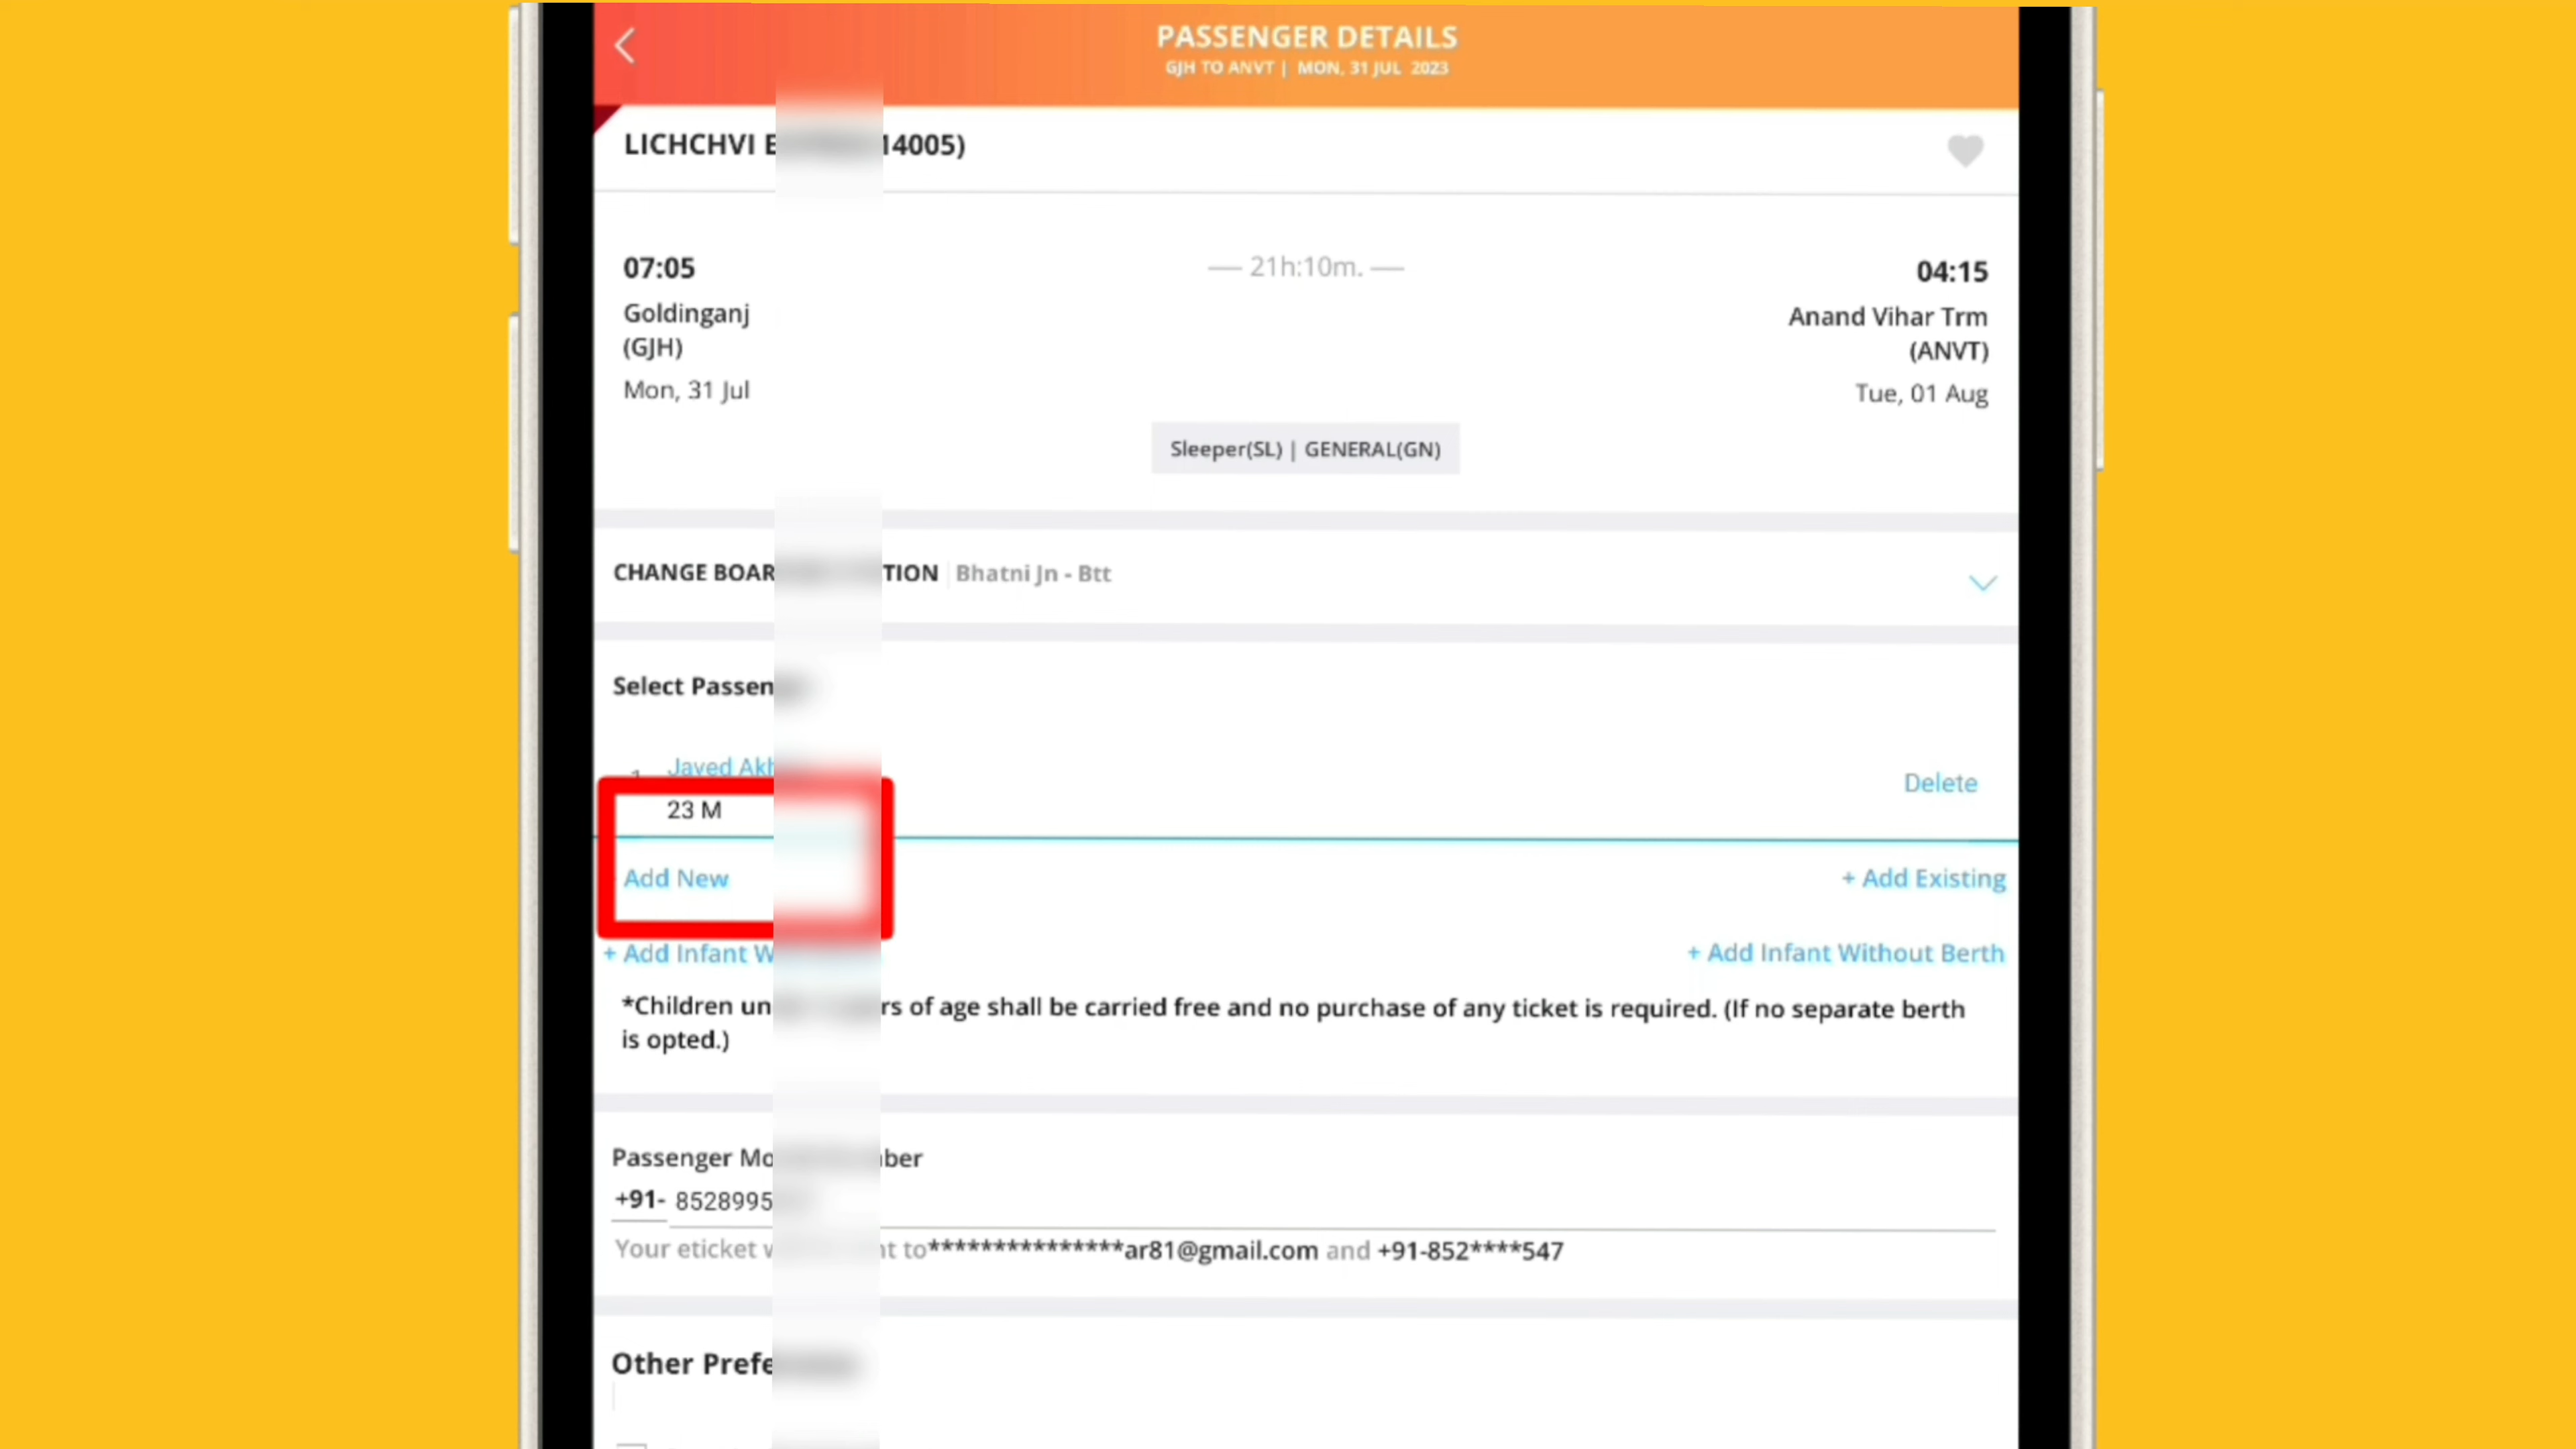 PASSENGER DETAILS
GJH TO ANVT | MON, 31 JUL 2023
LICHCHVI E 14005)
07:05
21h:10m.
04:15
Goldinganj
(GJH)
Anand Vihar Trm
(ANVT)
Mon, 31 Jul
Tue, 01 Aug
Sleeper(SL) | GENERAL(GN)
CHANGE BOAR TION Bhatni Jn - Btt
Select Passen
1 Javed Akh
Delete
23 M
Add New
+ Add Existing
+ Add Infant W
+ Add Infant Without Berth
*Children un rs of age shall be carried free and no purchase of any ticket is required. (If no separate berth
is opted.)
Passenger Mo ber
+91- 8528995
Your eticket t to***************ar81@gmail.com and +91-852****547
Other Prefe